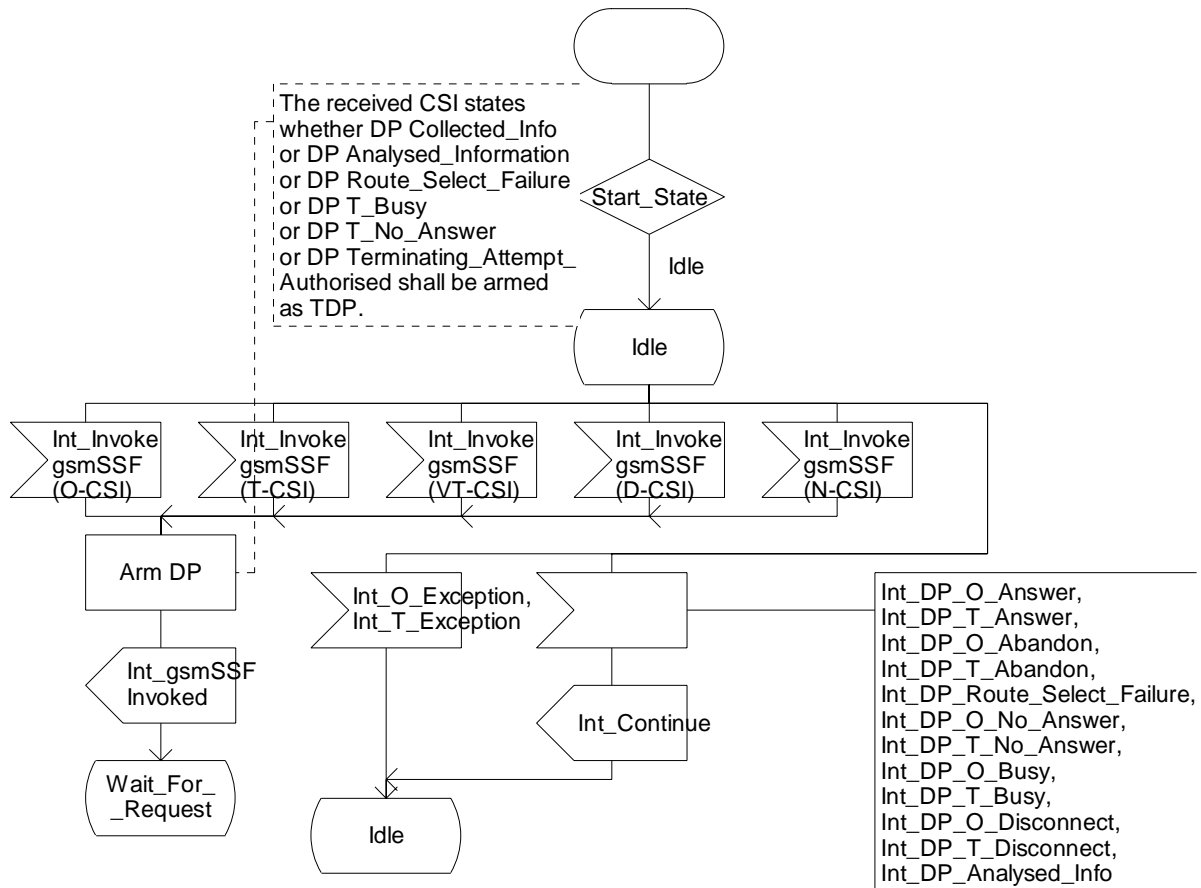 The received CSI states
whether DP Collected_Info
or DP Analysed_Information
or DP Route_Select_Failure
or DP T_Busy
or DP T_No_Answer
or DP Terminating_Attempt_
Authorised shall be armed
as TDP.
Start_State
Idle
Idle
Int_Invoke
gsmSSF
(O-CSI)
Int_Invoke
gsmSSF
(T-CSI)
Int_Invoke
gsmSSF
(VT-CSI)
Int_Invoke
gsmSSF
(D-CSI)
Int_Invoke
gsmSSF
(N-CSI)
Arm DP
Int_gsmSSF
Invoked
Wait_For_
_Request
Int_O_Exception,
Int_T_Exception
Int_Continue
Idle
Int_DP_O_Answer,
Int_DP_T_Answer,
Int_DP_O_Abandon,
Int_DP_T_Abandon,
Int_DP_Route_Select_Failure,
Int_DP_O_No_Answer,
Int_DP_T_No_Answer,
Int_DP_O_Busy,
Int_DP_T_Busy,
Int_DP_O_Disconnect,
Int_DP_T_Disconnect,
Int_DP_Analysed_Info